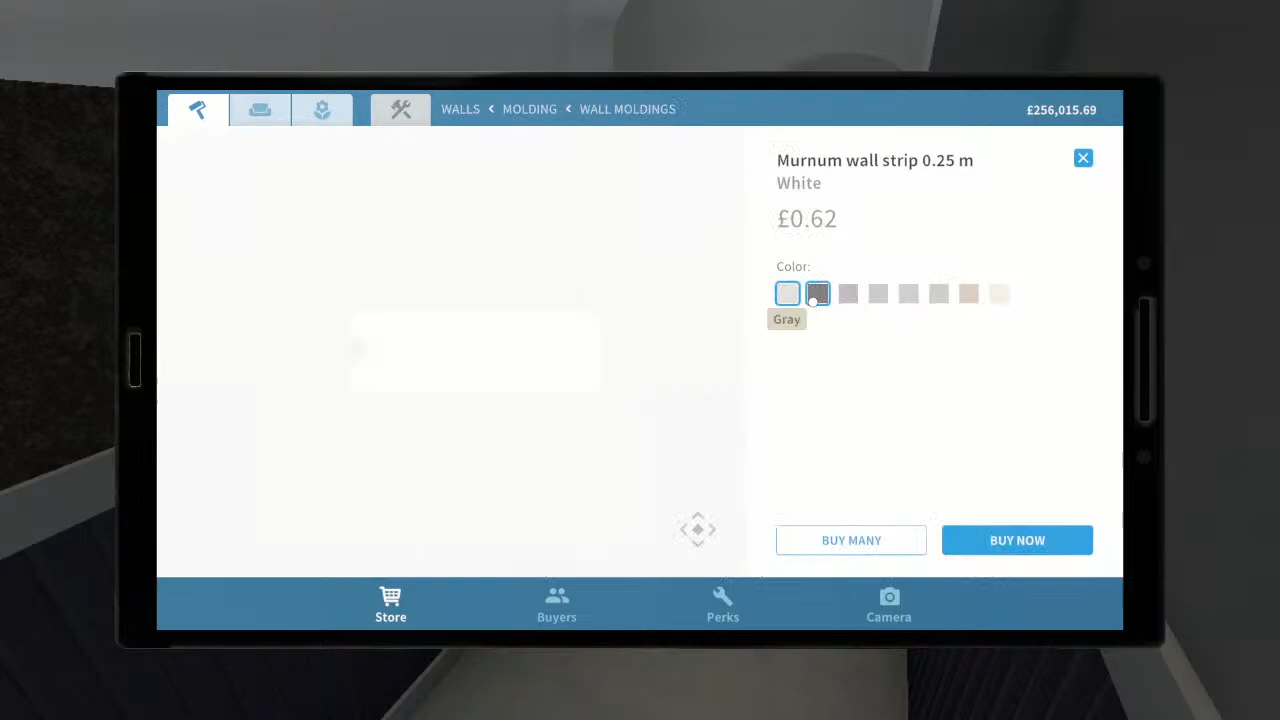 WALLS < MOLDING < WALL MOLDINGS
£256,015.69
Murnum wall strip 0.25 m
White
£0.62
Color:
Gray
BUY MANY
BUY NOW
Store
Buyers
Perks
Camera